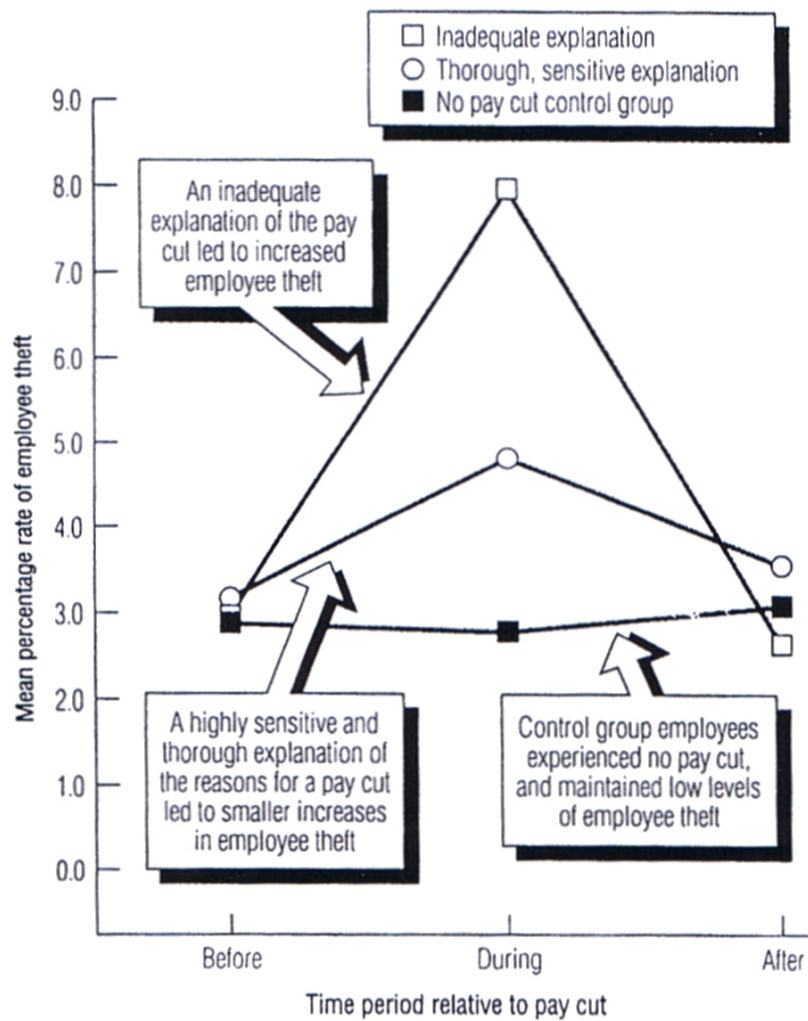 Inadequate explanation
Thorough, sensitive explanation
No pay cut control group
9.0
8.0
7.0
6.0
5.0
4.0
3.0
2.0
1.0
0.0
Mean percentage rate of employee theft
An inadequate
explanation of the pay
cut led to increased
employee theft
A highly sensitive and
thorough explanation of
the reasons for a pay cut
led to smaller increases
in employee theft
Control group employees
experienced no pay cut,
and maintained low levels
of employee theft
Before
During
After
Time period relative to pay cut